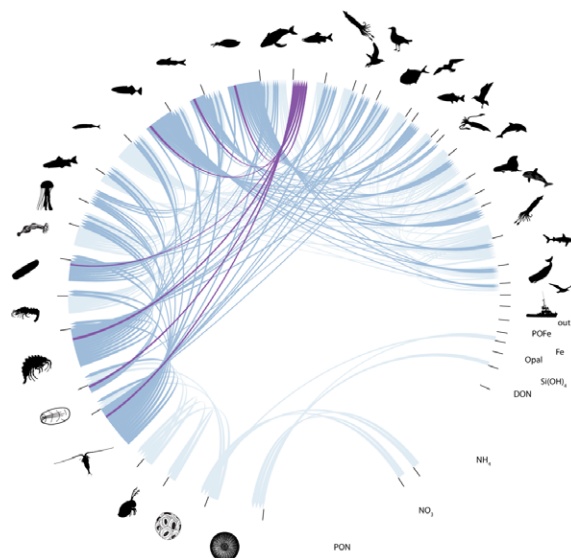 out
POFe
Fe
Opal
Si(OH)₄
DON
NH₄
NO₃
PON